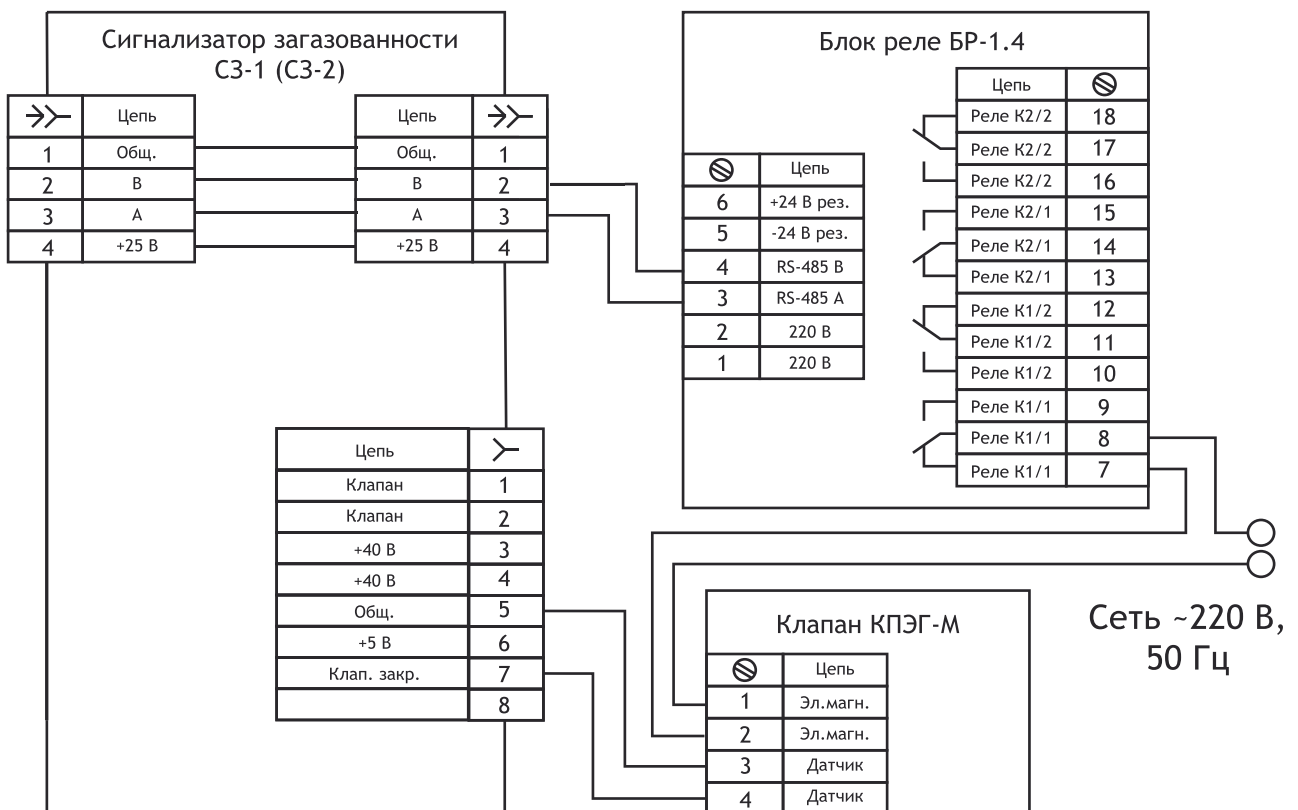 Сигнализатор загазованности
СЗ-1 (СЗ-2)
Цепь
1 Общ.
2 В
3 А
4 +25 В
Цепь
Общ. 1
В 2
А 3
+25 В 4
Цепь
Клапан 1
Клапан 2
+40 В 3
+40 В 4
Общ. 5
+5 В 6
Клап. закр. 7
8
Блок реле БР-1.4
Цепь
6 +24 В рез.
5 -24 В рез.
4 RS-485 В
3 RS-485 А
2 220 В
1 220 В
Цепь
Реле К2/2 18
Реле К2/2 17
Реле К2/2 16
Реле К2/1 15
Реле К2/1 14
Реле К2/1 13
Реле К1/2 12
Реле К1/2 11
Реле К1/2 10
Реле К1/1 9
Реле К1/1 8
Реле К1/1 7
Клапан КПЭГ-М
Цепь
1 Эл.магн.
2 Эл.магн.
3 Датчик
4 Датчик
Сеть ~220 В,
50 Гц